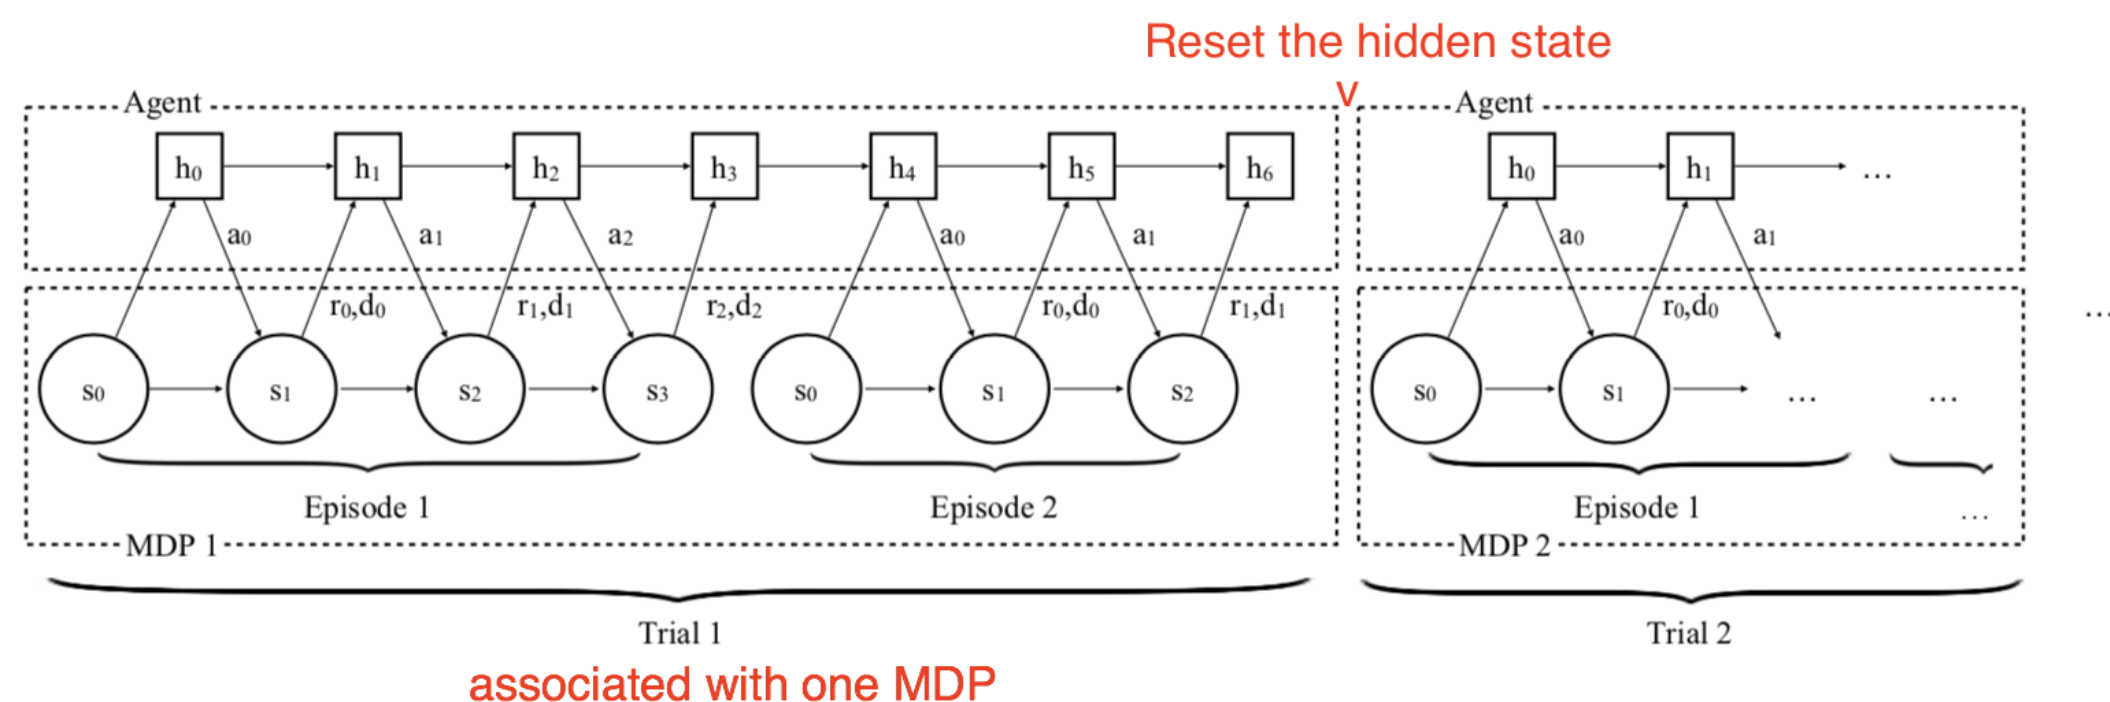 Reset the hidden state
v
Agent Agent
h0 h1 h2 h3 h4 h5 h6 h0 h1 ...
a0 a1 a2 a0 a1 a0 a1
r0,d0 r1,d1 r2,d2 r0,d0 r1,d1 r0,d0 ...
s0 s1 s2 s3 s0 s1 s2 s0 s1 ... ...
Episode 1 Episode 2 Episode 1 ...
MDP 1 MDP 2
Trial 1 Trial 2
associated with one MDP